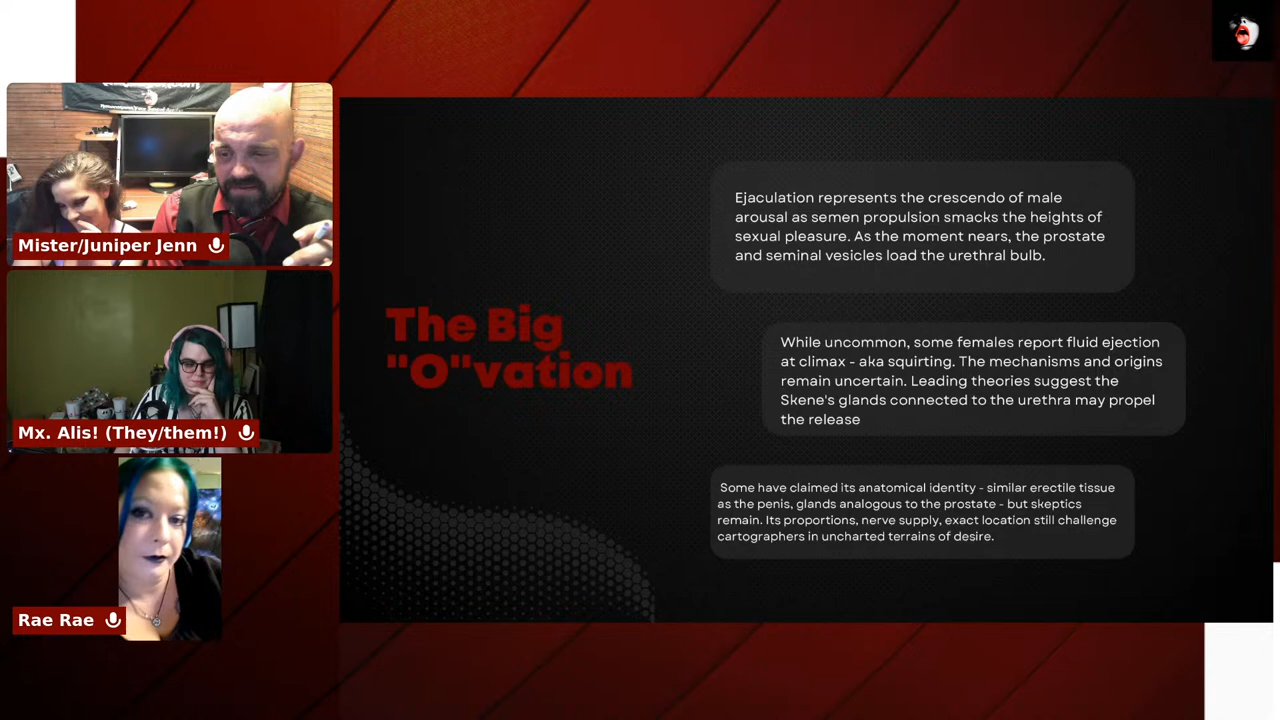 Mister/Juniper Jenn
Mx. Alis! (They/them!)
Rae Rae
The Big
"O"vation
Ejaculation represents the crescendo of male
arousal as semen propulsion smacks the heights of
sexual pleasure. As the moment nears, the prostate
and seminal vesicles load the urethral bulb.
While uncommon, some females report fluid ejection
at climax - aka squirting. The mechanisms and origins
remain uncertain. Leading theories suggest the
Skene's glands connected to the urethra may propel
the release
Some have claimed its anatomical identity - similar erectile tissue
as the penis, glands analogous to the prostate - but skeptics
remain. Its proportions, nerve supply, exact location still challenge
cartographers in uncharted terrains of desire.